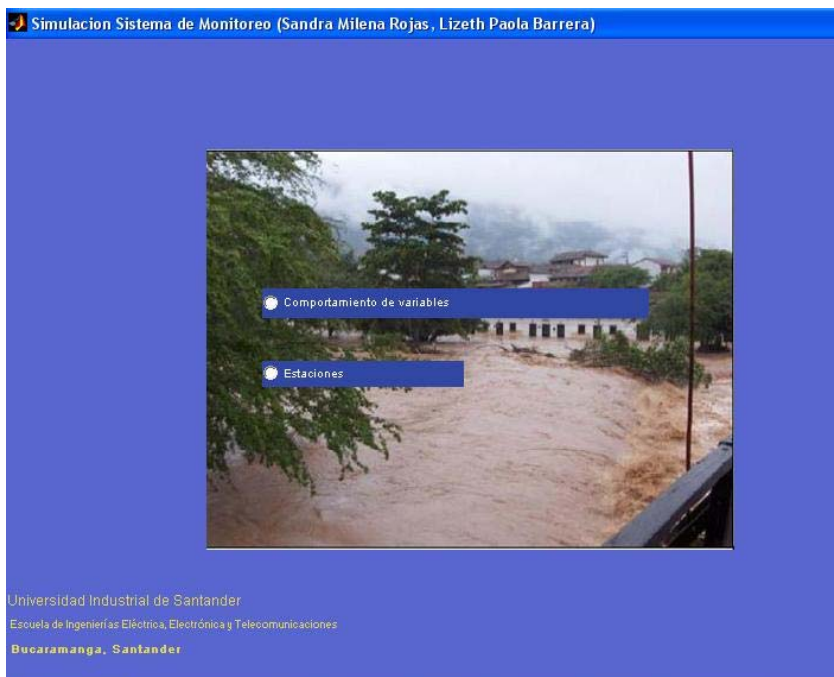 Simulacion Sistema de Monitoreo (Sandra Milena Rojas, Lizeth Paola Barrera)
Comportamiento de variables
Estaciones
Universidad Industrial de Santander
Escuela de Ingenierías Eléctrica, Electrónica y Telecomunicaciones
Bucaramanga, Santander